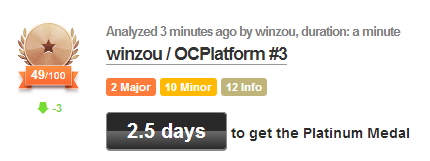 Analyzed 3 minutes ago by winzou, duration: a minute
winzou / OCPlatform #3
49/100
-3
2 Major 10 Minor 12 Info
2.5 days to get the Platinum Medal